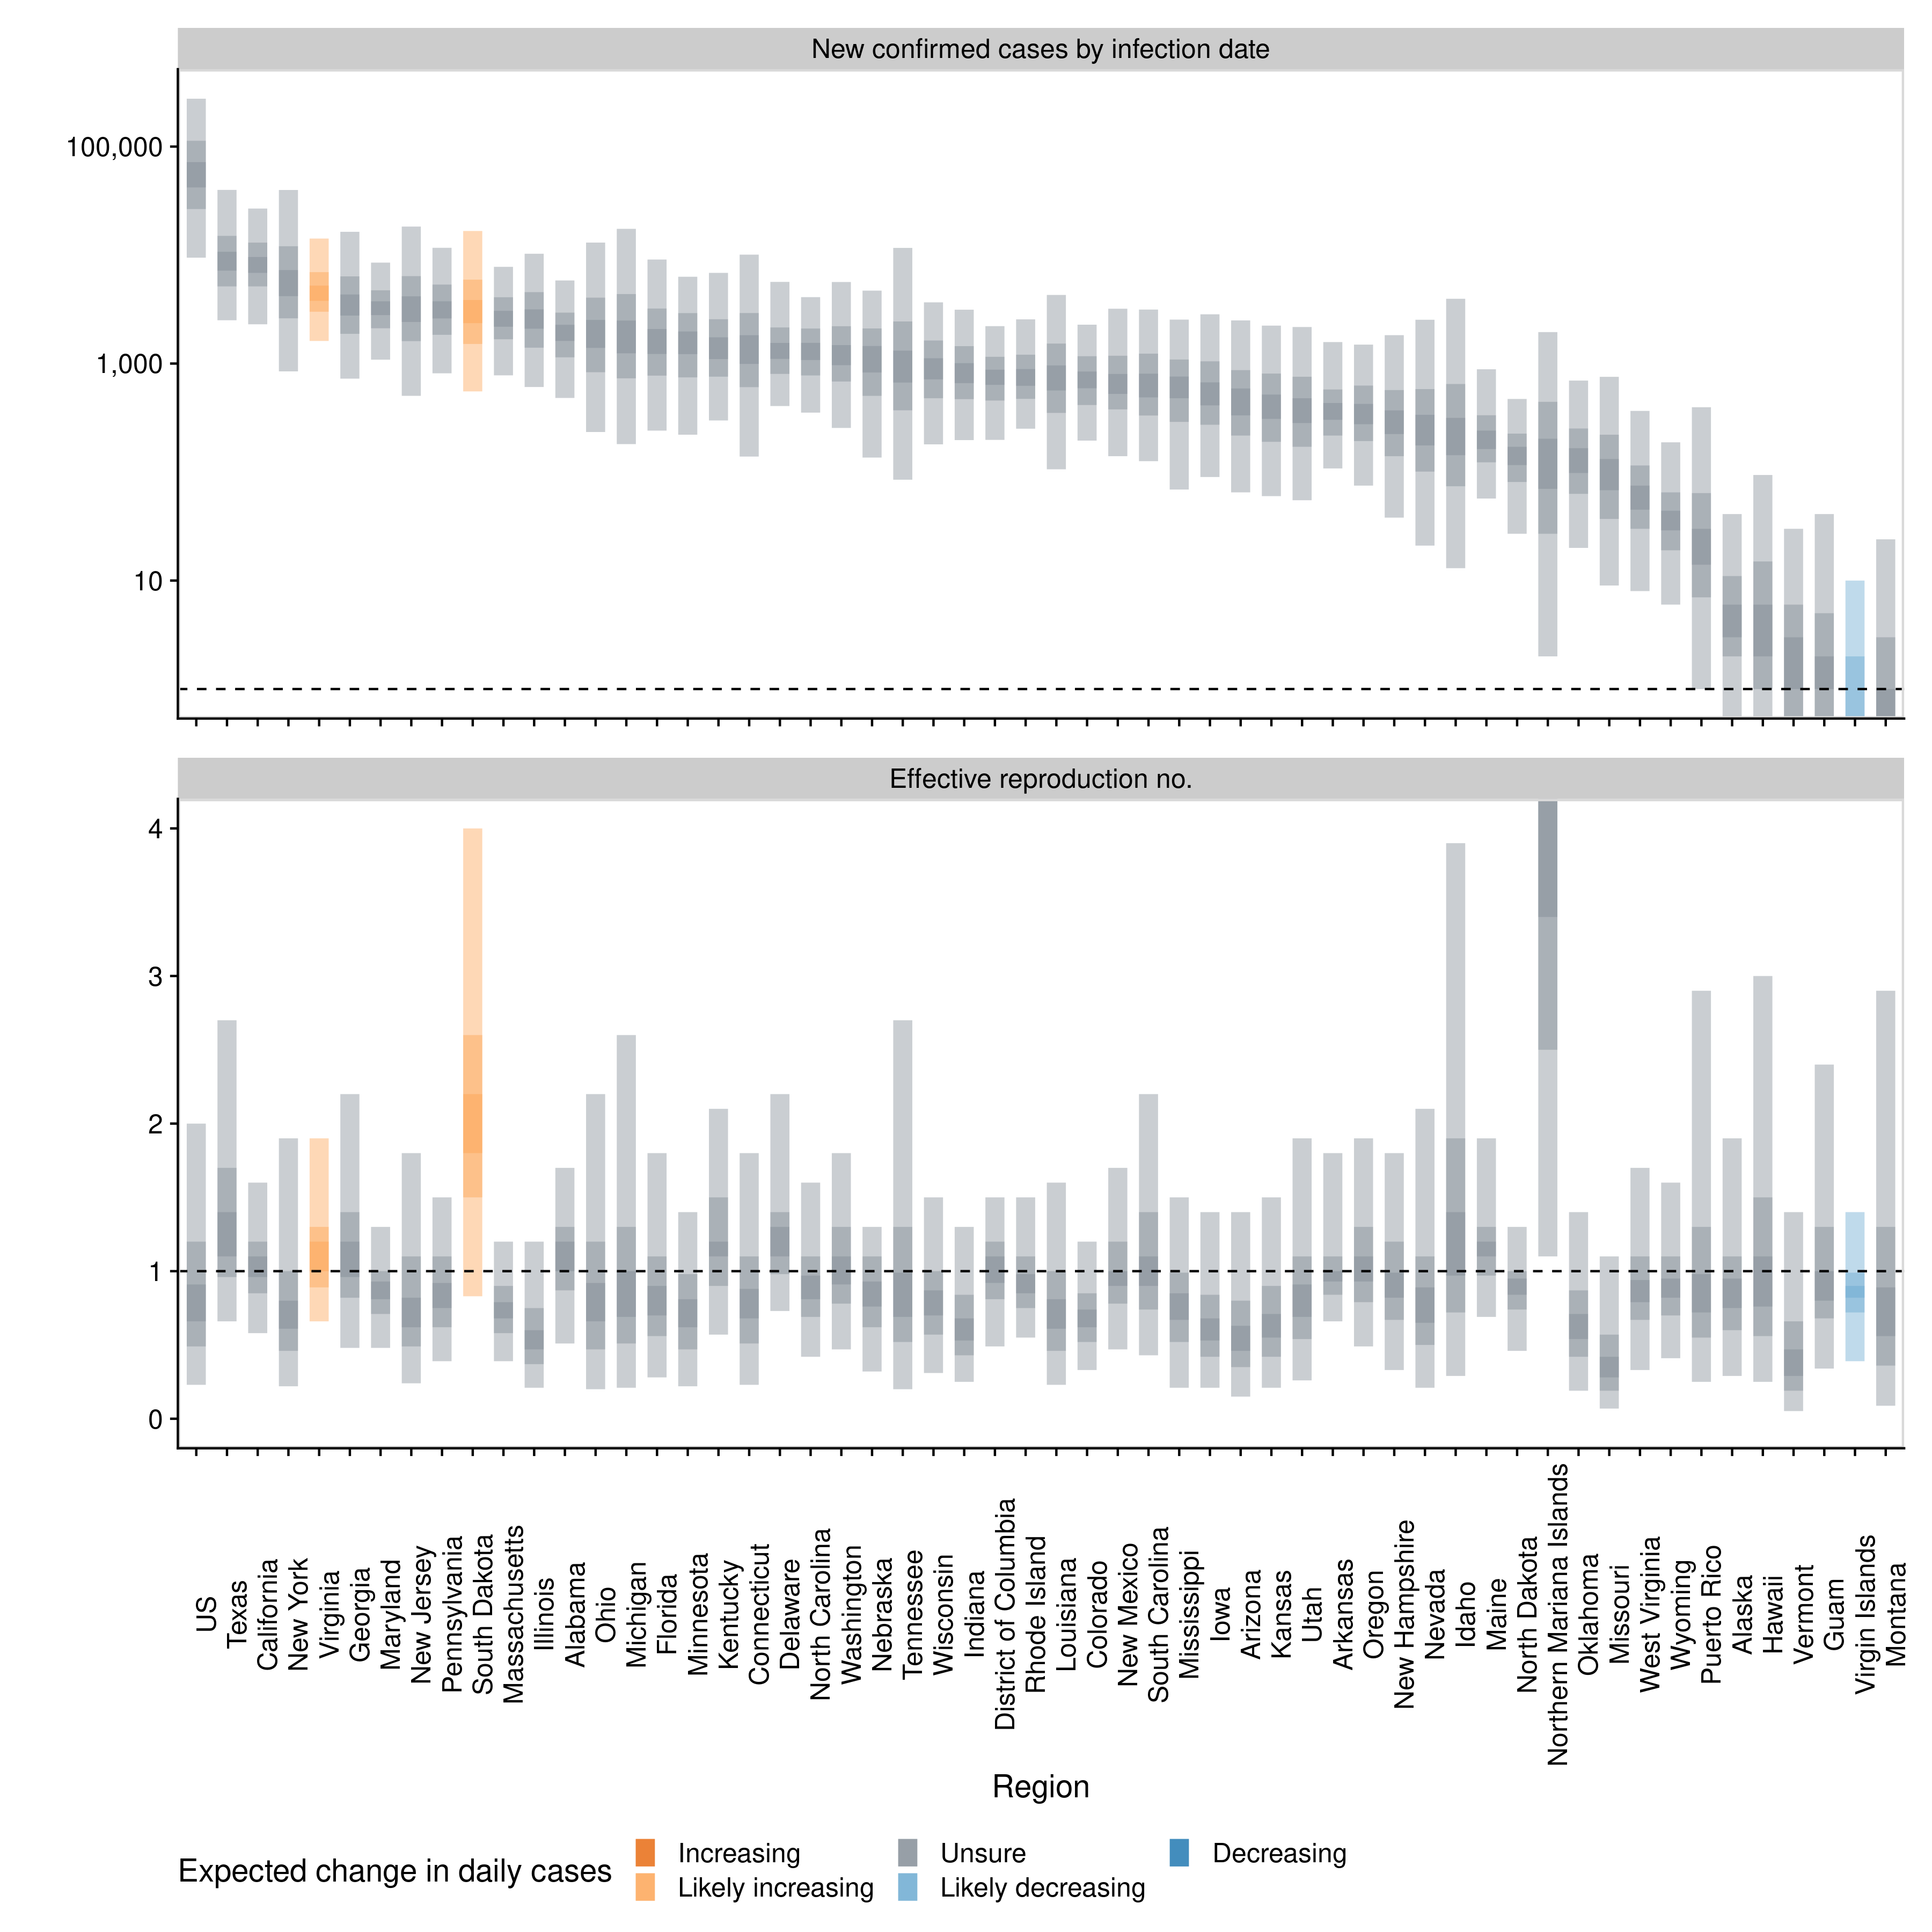 New confirmed cases by infection date
100,000
1,000
10
Effective reproduction no.
4
3
2
1
0
US
Texas
California
New York
Virginia
Georgia
Maryland
New Jersey
Pennsylvania
South Dakota
Massachusetts
Illinois
Alabama
Ohio
Michigan
Florida
Minnesota
Kentucky
Connecticut
Delaware
North Carolina
Washington
Nebraska
Tennessee
Wisconsin
Indiana
District of Columbia
Rhode Island
Louisiana
Colorado
New Mexico
South Carolina
Mississippi
Iowa
Arizona
Kansas
Utah
Arkansas
Oregon
New Hampshire
Nevada
Idaho
Maine
North Dakota
Northern Mariana Islands
Oklahoma
Missouri
West Virginia
Wyoming
Puerto Rico
Alaska
Hawaii
Vermont
Guam
Virgin Islands
Montana
Region
Expected change in daily cases
Increasing
Likely increasing
Unsure
Likely decreasing
Decreasing